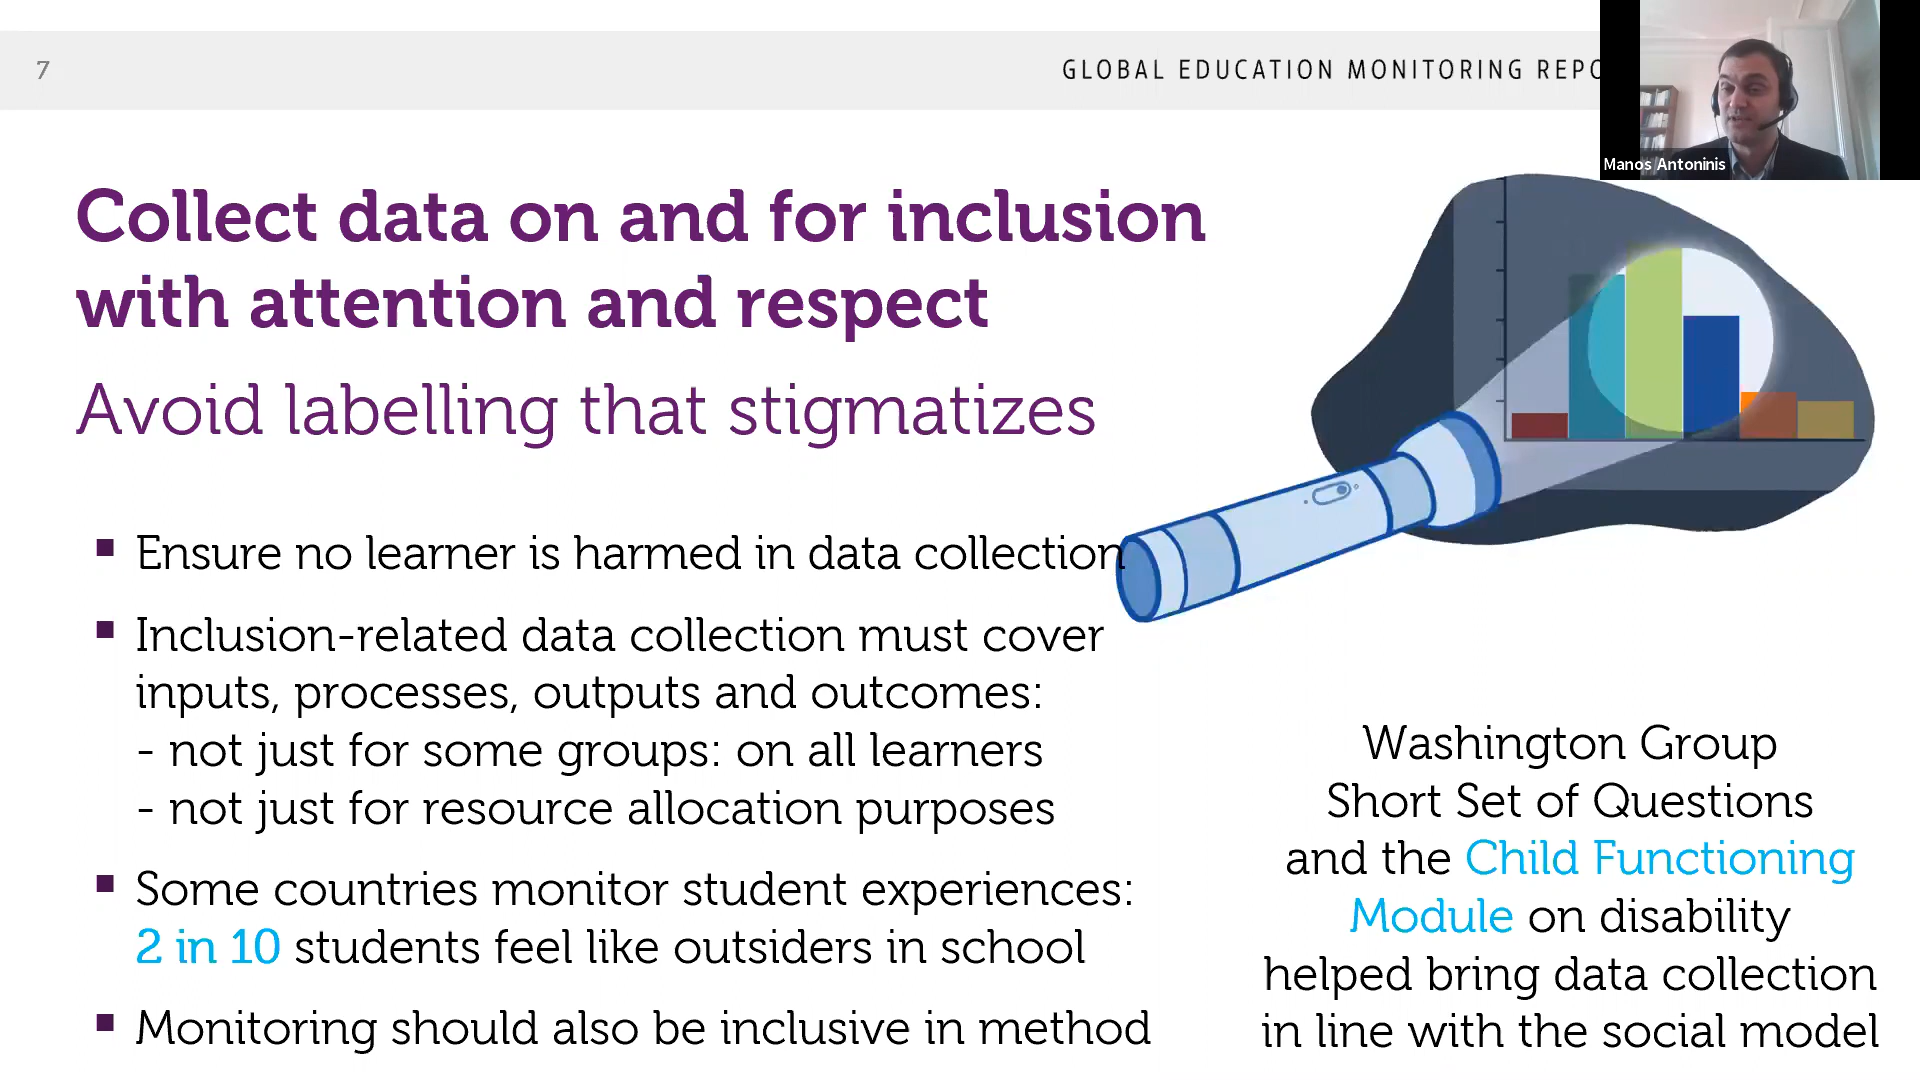 7
GLOBAL EDUCATION MONITORING
Manos Antoninis
Collect data on and for inclusion
with attention and respect
Avoid labelling that stigmatizes
▪ Ensure no learner is harmed in data collection
▪ Inclusion-related data collection must cover
inputs, processes, outputs and outcomes:
- not just for some groups: on all learners
- not just for resource allocation purposes
▪ Some countries monitor student experiences:
2 in 10 students feel like outsiders in school
▪ Monitoring should also be inclusive in method
Washington Group
Short Set of Questions
and the Child Functioning
Module on disability
helped bring data collection
in line with the social model